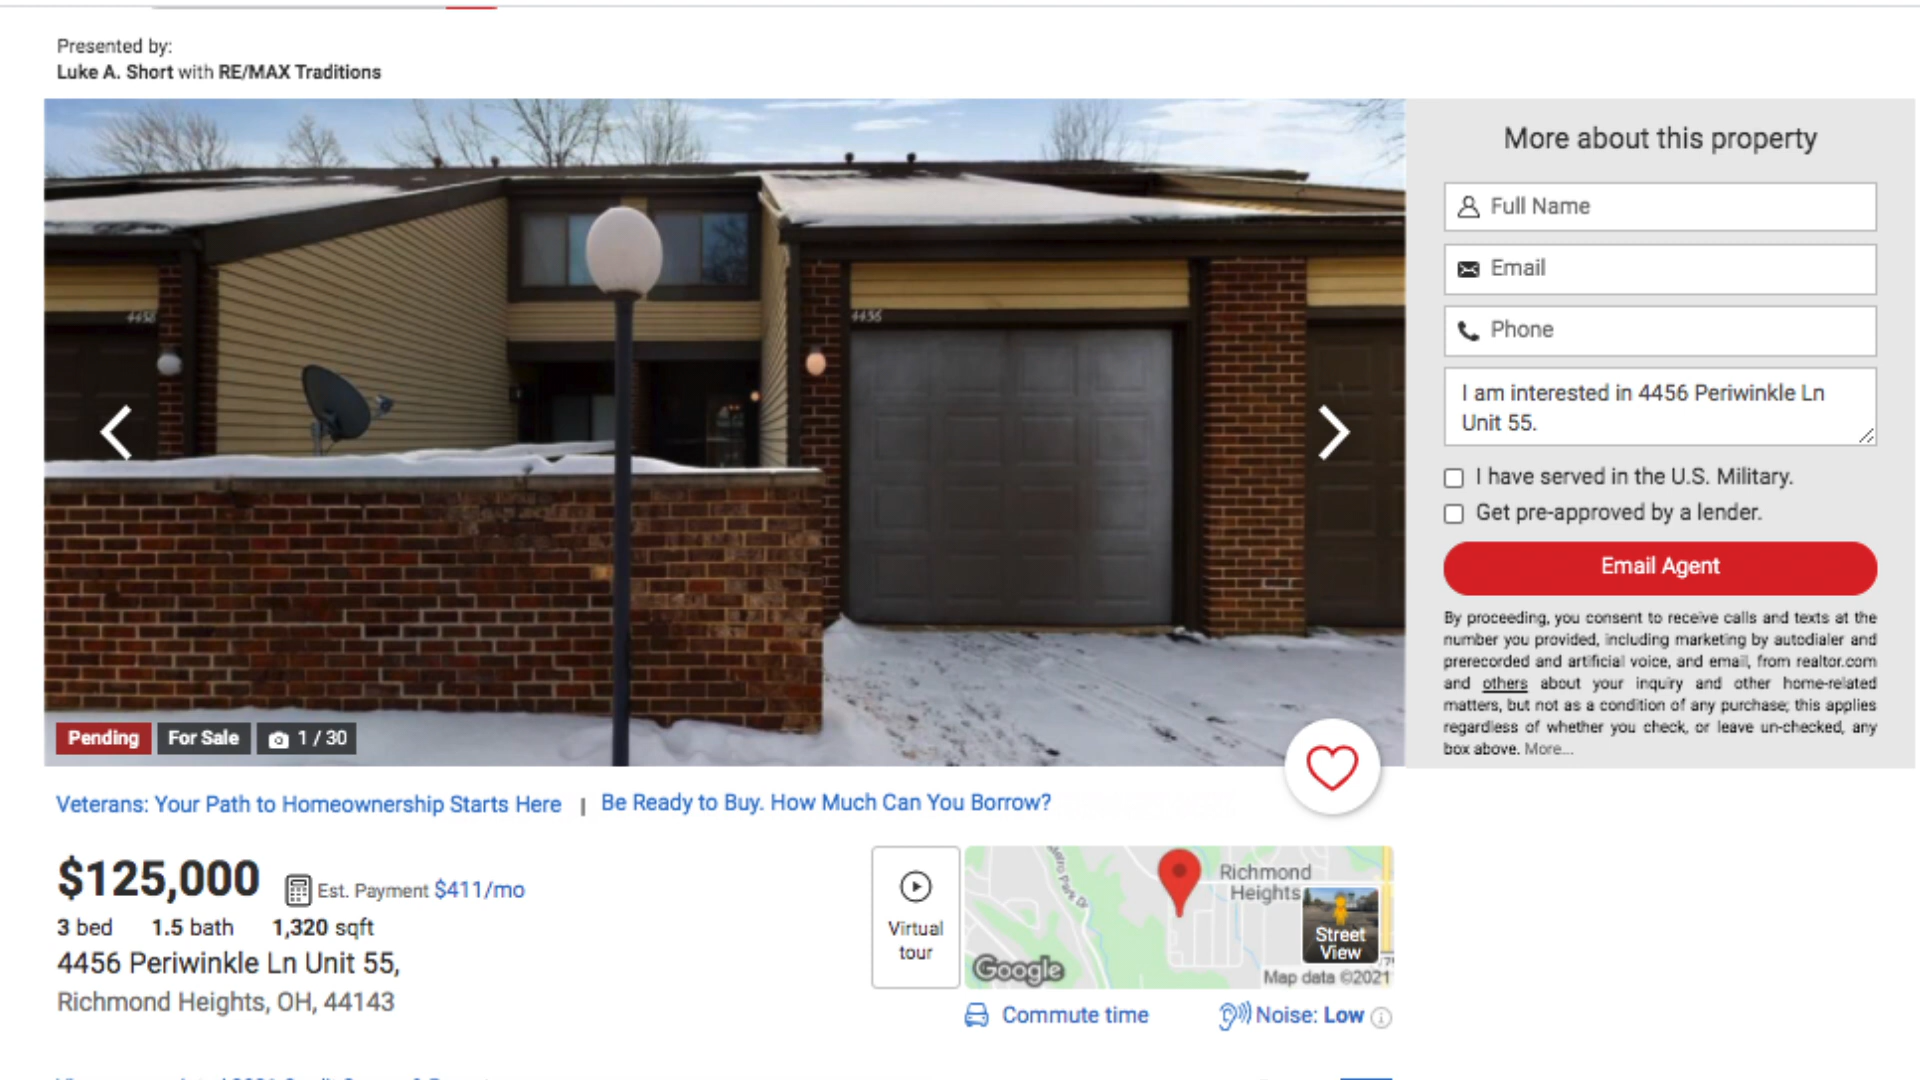 Presented by:
Luke A. Short with RE/MAX Traditions
4458
4456
Pending
For Sale
1 / 30
More about this property
Full Name
Email
Phone
I am interested in 4456 Periwinkle Ln
Unit 55.
I have served in the U.S. Military.
Get pre-approved by a lender.
Email Agent
By proceeding, you consent to receive calls and texts at the
number you provided, including marketing by autodialer and
prerecorded and artificial voice, and email, from realtor.com
and others about your inquiry and other home-related
matters, but not as a condition of any purchase; this applies
regardless of whether you check, or leave un-checked, any
box above. More...
Veterans: Your Path to Homeownership Starts Here | Be Ready to Buy. How Much Can You Borrow?
$125,000
Est. Payment $411/mo
3 bed 1.5 bath 1,320 sqft
4456 Periwinkle Ln Unit 55,
Richmond Heights, OH, 44143
Virtual
tour
Metro Park Dr
Richmond
Heights
Street
View
Google
Map data ©2021
Commute time
Noise: Low